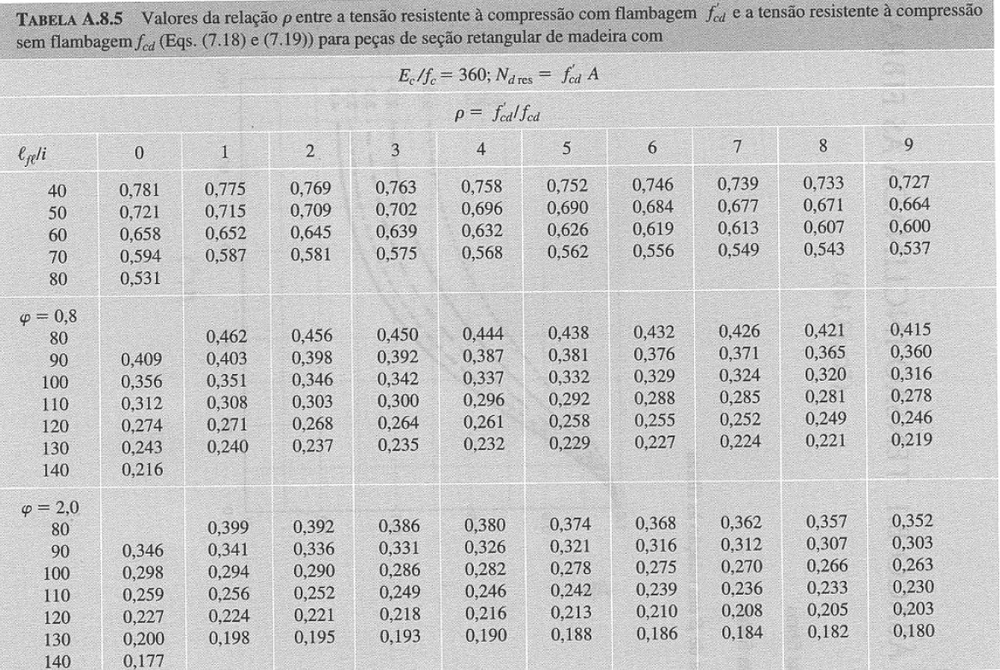 TABELA A.8.5 Valores da relação ρ entre a tensão resistente à compressão com flambagem f′cd e a tensão resistente à compressão
sem flambagem fcd (Eqs. (7.18) e (7.19)) para peças de seção retangular de madeira com
Ec/fc = 360; Nd res = f′cd A
ρ = f′cd/fcd
ℓfℓ/i 0 1 2 3 4 5 6 7 8 9
40 0,781 0,775 0,769 0,763 0,758 0,752 0,746 0,739 0,733 0,727
50 0,721 0,715 0,709 0,702 0,696 0,690 0,684 0,677 0,671 0,664
60 0,658 0,652 0,645 0,639 0,632 0,626 0,619 0,613 0,607 0,600
70 0,594 0,587 0,581 0,575 0,568 0,562 0,556 0,549 0,543 0,537
80 0,531
φ = 0,8
80 0,462 0,456 0,450 0,444 0,438 0,432 0,426 0,421 0,415
90 0,409 0,403 0,398 0,392 0,387 0,381 0,376 0,371 0,365 0,360
100 0,356 0,351 0,346 0,342 0,337 0,332 0,329 0,324 0,320 0,316
110 0,312 0,308 0,303 0,300 0,296 0,292 0,288 0,285 0,281 0,278
120 0,274 0,271 0,268 0,264 0,261 0,258 0,255 0,252 0,249 0,246
130 0,243 0,240 0,237 0,235 0,232 0,229 0,227 0,224 0,221 0,219
140 0,216
φ = 2,0
80 0,399 0,392 0,386 0,380 0,374 0,368 0,362 0,357 0,352
90 0,346 0,341 0,336 0,331 0,326 0,321 0,316 0,312 0,307 0,303
100 0,298 0,294 0,290 0,286 0,282 0,278 0,275 0,270 0,266 0,263
110 0,259 0,256 0,252 0,249 0,246 0,242 0,239 0,236 0,233 0,230
120 0,227 0,224 0,221 0,218 0,216 0,213 0,210 0,208 0,205 0,203
130 0,200 0,198 0,195 0,193 0,190 0,188 0,186 0,184 0,182 0,180
140 0,177